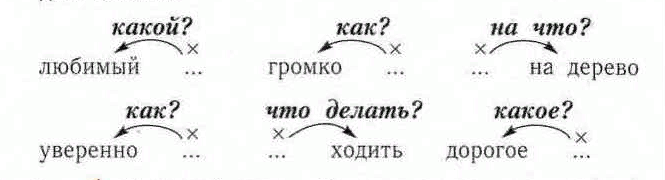 какой? как? на что?
× × ×
любимый ... громко ... ... на дерево
как? что делать? какое?
× × ×
уверенно ... ... ходить дорогое ...